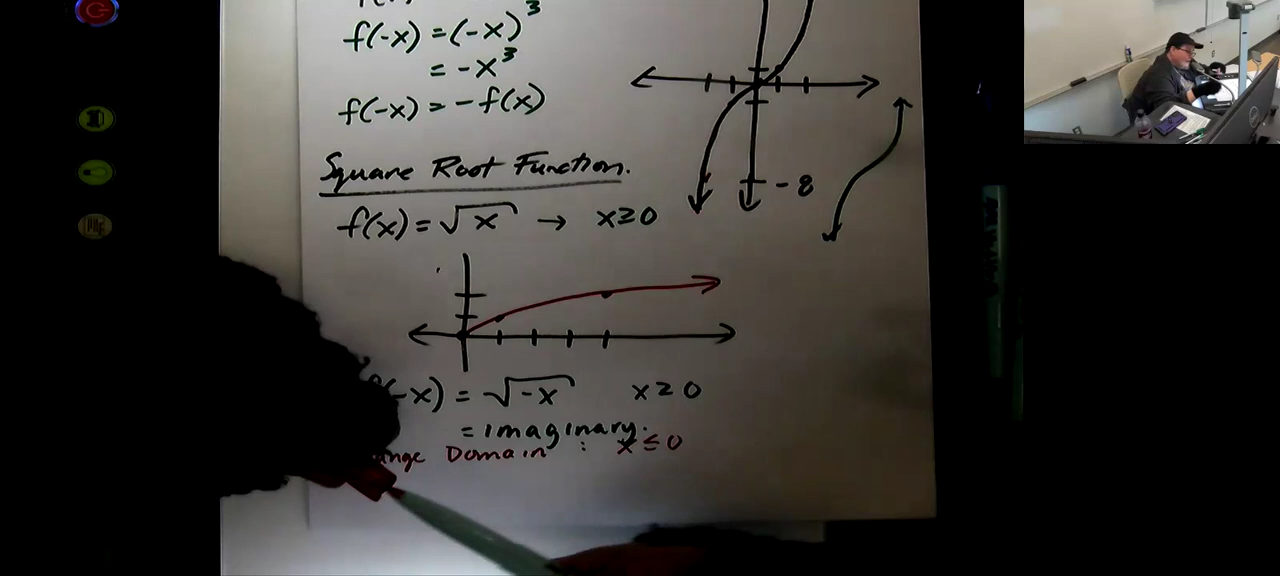 f(-x) = (-x)³
= -x³
f(-x) = -f(x)
-8
Square Root Function.
f(x) = √x → x≥0
(-x) = √-x x≥0
= imaginary.
Domain : x≤0